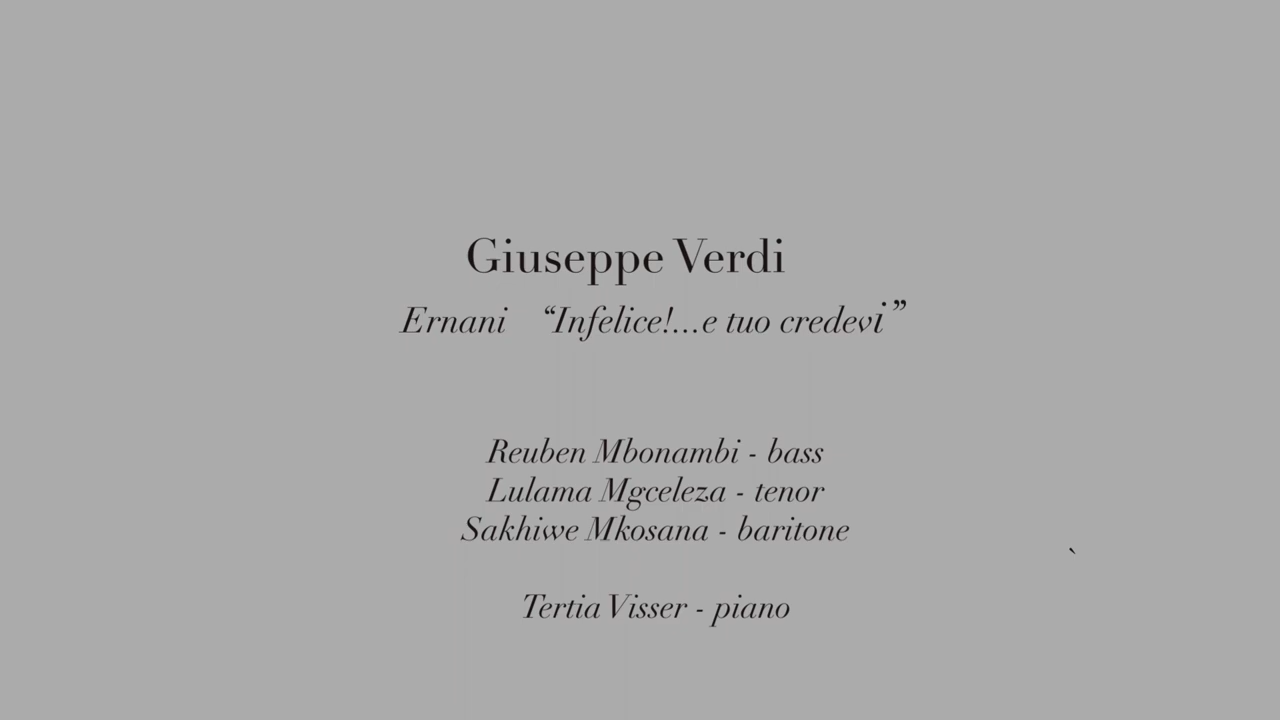 Giuseppe Verdi
Ernani “Infelice!...e tuo credevi”
Reuben Mbonambi - bass
Lulama Mgceleza - tenor
Sakhiwe Mkosana - baritone
`
Tertia Visser - piano